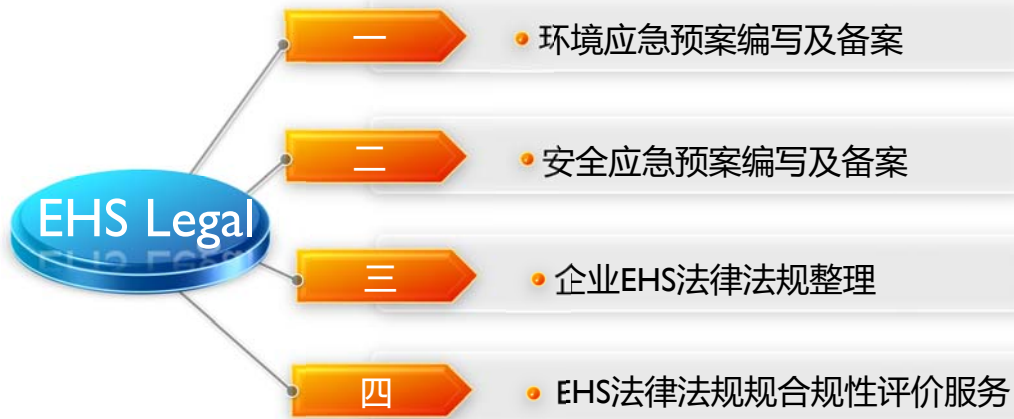 一
环境应急预案编写及备案
二
安全应急预案编写及备案
EHS Legal
三
企业EHS法律法规整理
四
EHS法律法规规合规性评价服务